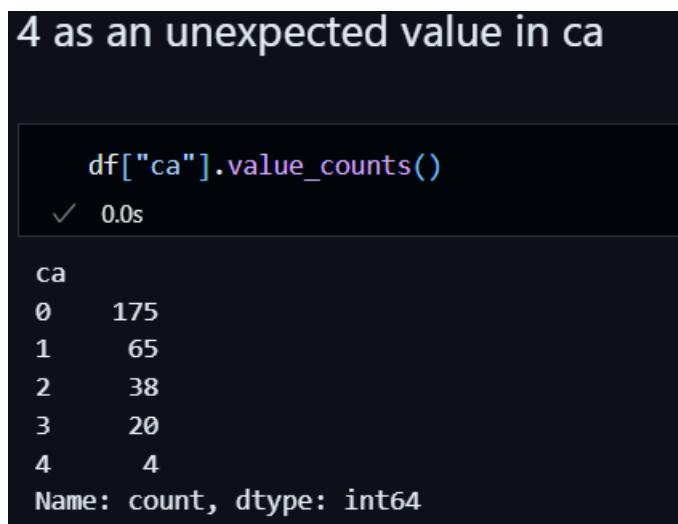 4 as an unexpected value in ca
df["ca"].value_counts()
✓ 0.0s
ca
0 175
1 65
2 38
3 20
4 4
Name: count, dtype: int64